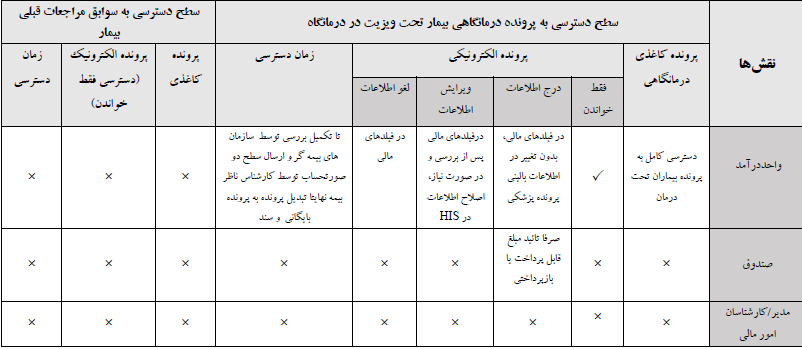 نقش‌ها
سطح دسترسی به پرونده درمانگاهی بیمار تحت ویزیت در درمانگاه
سطح دسترسی به سوابق مراجعات قبلی
بیمار
پرونده کاغذی
درمانگاهی
پرونده الکترونیکی
زمان دسترسی
پرونده
کاغذی
پرونده الکترونیک
(دسترسی فقط
خواندن)
زمان
دسترسی
فقط
خواندن
درج اطلاعات
ویرایش
اطلاعات
لغو اطلاعات
واحددرآمد
دسترسی کامل به
پرونده بیماران تحت
درمان
✓
در فیلدهای مالی،
بدون تغییر در
اطلاعات بالینی
پرونده پزشکی
درفیلدهای مالی
پس از بررسی و
در صورت نیاز،
اصلاح اطلاعات
در HIS
در فیلدهای
مالی
تا تکمیل بررسی توسط سازمان
های بیمه گر و ارسال سطح دو
صورتحساب توسط کارشناس ناظر
بیمه نهایتا تبدیل پرونده به پرونده
بایگانی و سند
× × ×
صندوق
× ×
صرفا تائید مبلغ
قابل پرداخت یا
بازپرداختی
× × × × × ×
مدیر/کارشناسان
امور مالی
× × × × × × × × ×